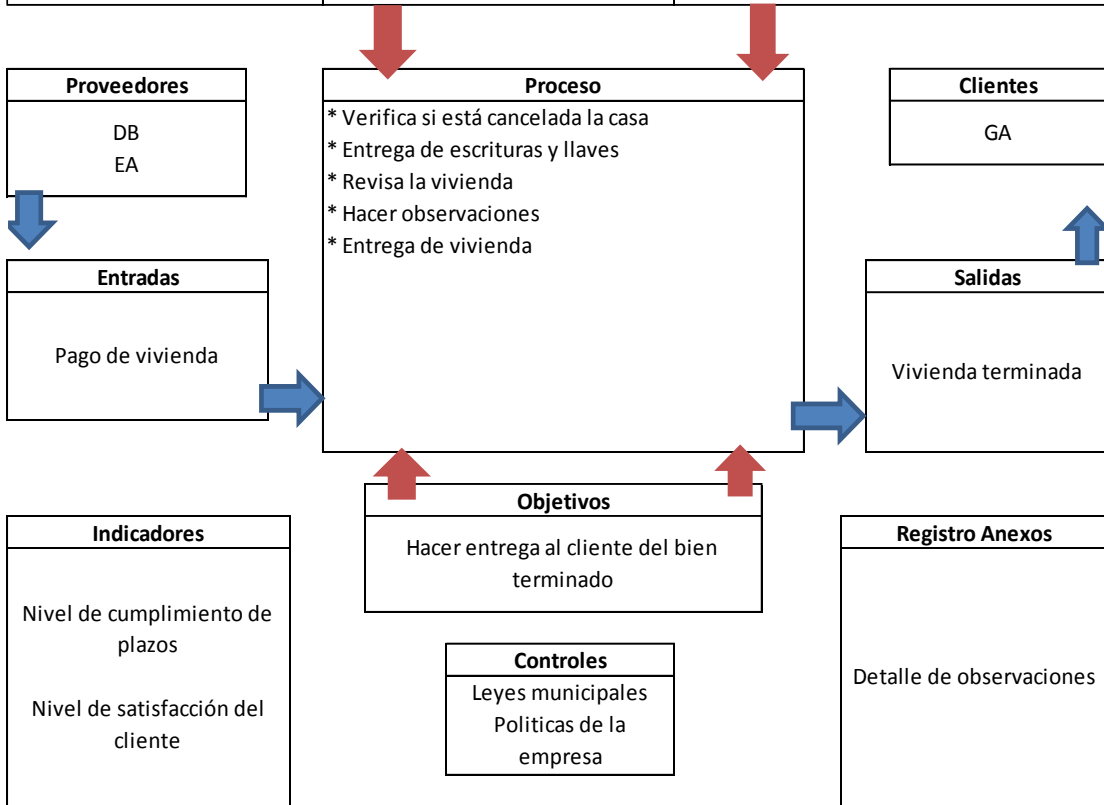 Proveedores
DB
EA
Proceso
* Verifica si está cancelada la casa
* Entrega de escrituras y llaves
* Revisa la vivienda
* Hacer observaciones
* Entrega de vivienda
Clientes
GA
Entradas
Pago de vivienda
Salidas
Vivienda terminada
Objetivos
Hacer entrega al cliente del bien
terminado
Indicadores
Nivel de cumplimiento de
plazos
Nivel de satisfacción del
cliente
Controles
Leyes municipales
Politicas de la
empresa
Registro Anexos
Detalle de observaciones